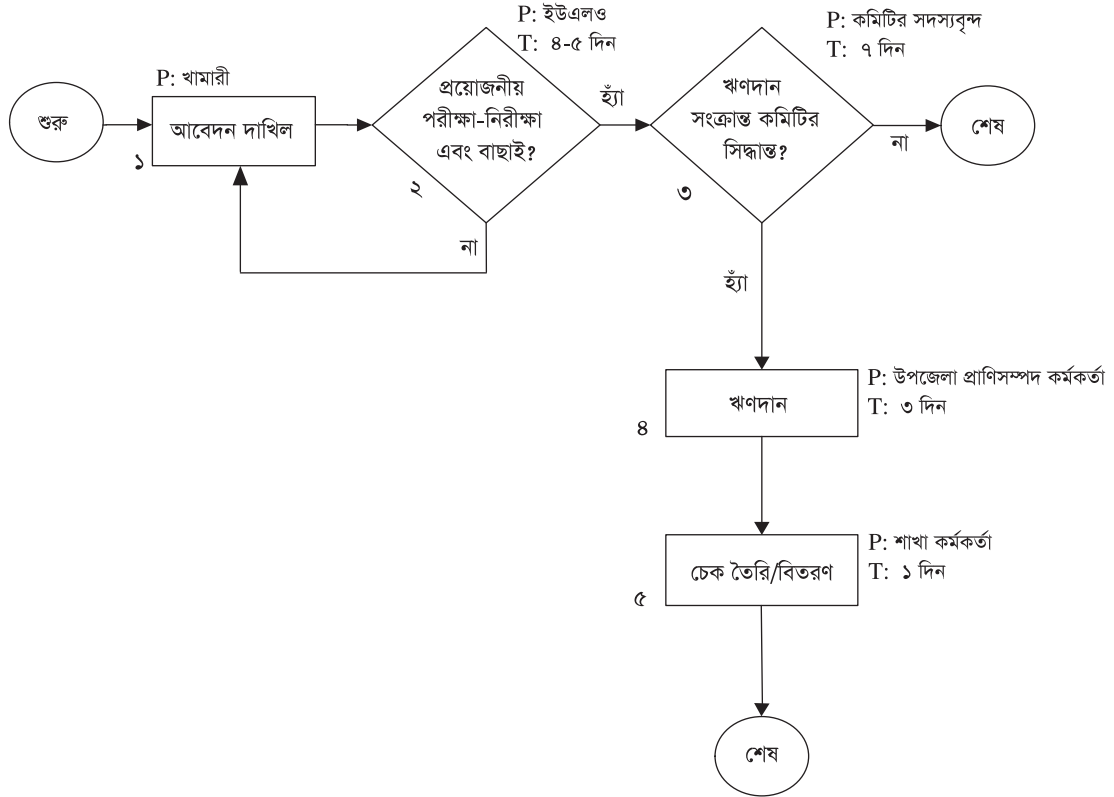 শুরু
P: খামারী
আবেদন দাখিল
১
P: ইউএলও
T: ৪-৫ দিন
প্রয়োজনীয়
পরীক্ষা-নিরীক্ষা
এবং বাছাই?
২
হ্যাঁ
না
P: কমিটির সদস্যবৃন্দ
T: ৭ দিন
ঋণদান
সংক্রান্ত কমিটির
সিদ্ধান্ত?
৩
না
শেষ
হ্যাঁ
P: উপজেলা প্রাণিসম্পদ কর্মকর্তা
T: ৩ দিন
ঋণদান
৪
P: শাখা কর্মকর্তা
T: ১ দিন
চেক তৈরি/বিতরণ
৫
শেষ